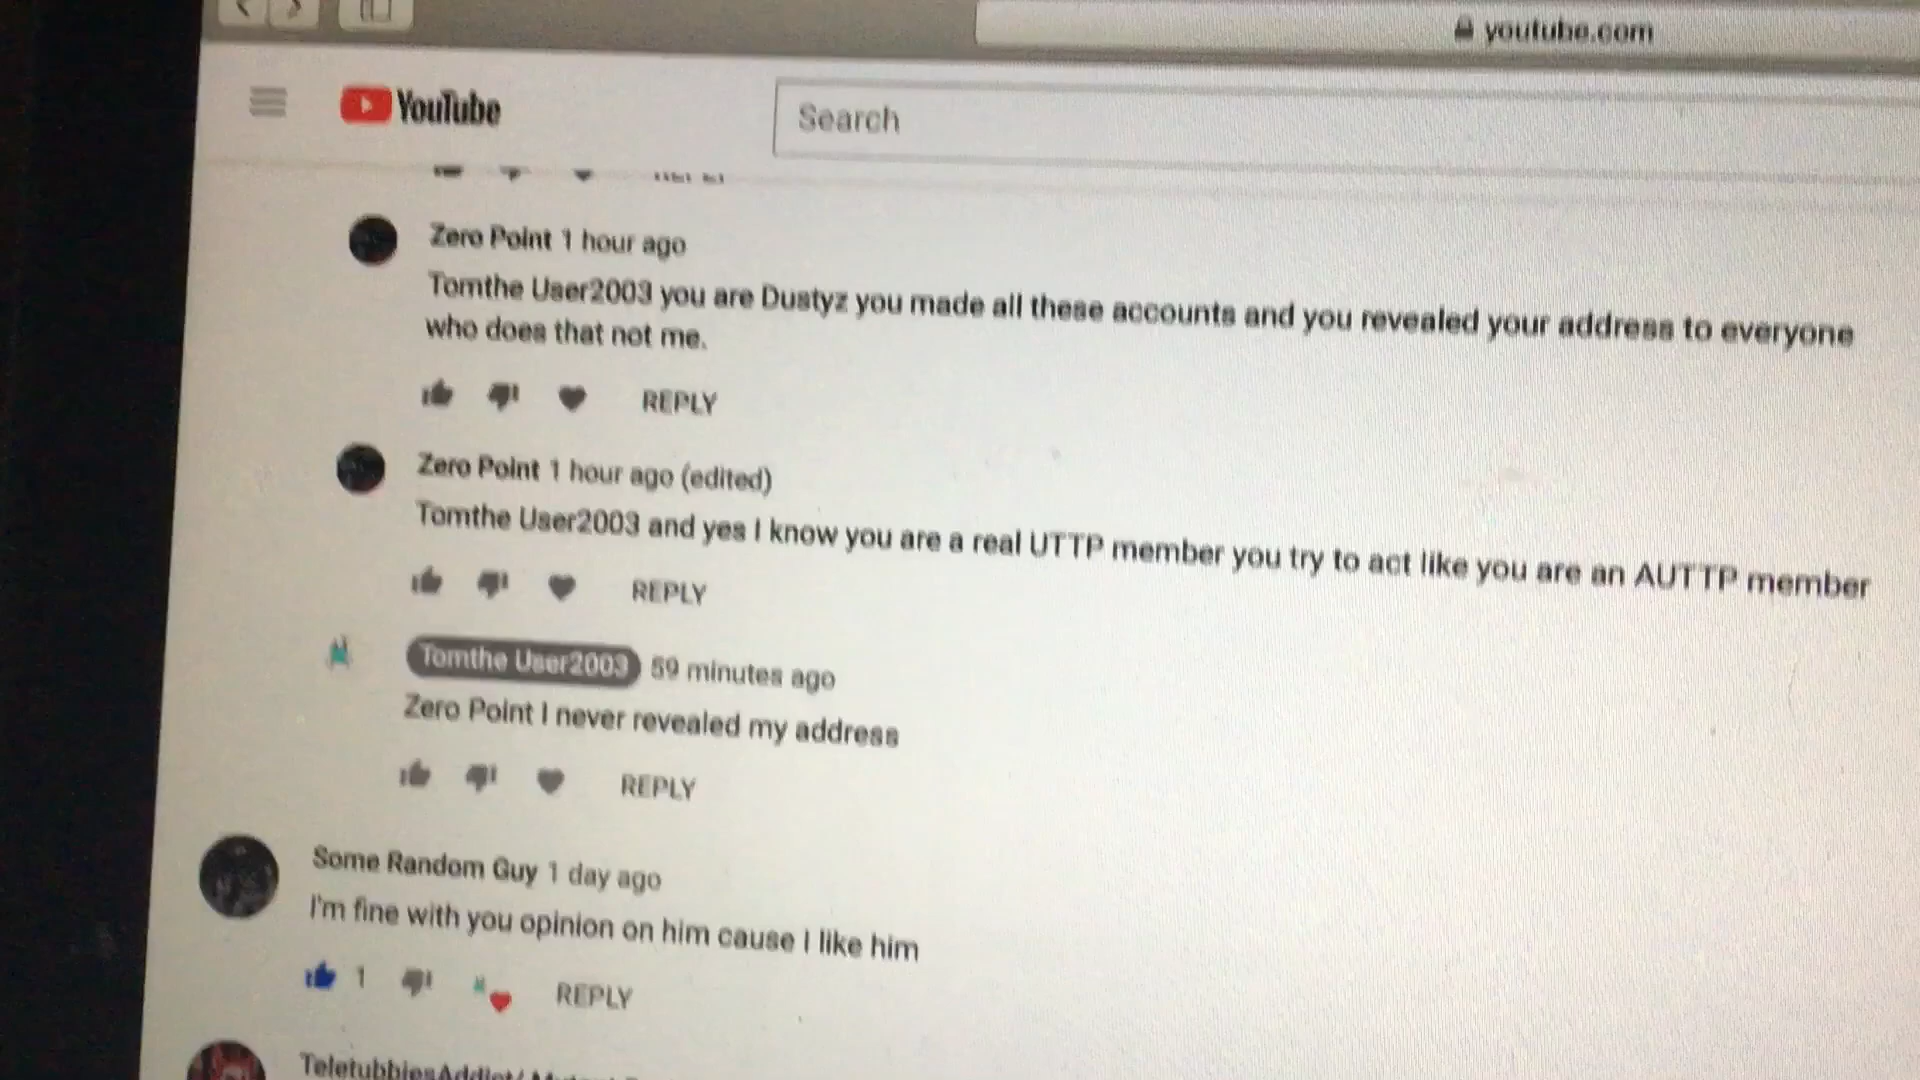 youtube.com
YouTube
Search
Zero Point 1 hour ago
Tomthe User2003 you are Dustyz you made all these accounts and you revealed your address to everyone
who does that not me.
REPLY
Zero Point 1 hour ago (edited)
Tomthe User2003 and yes I know you are a real UTTP member you try to act like you are an AUTTP member
REPLY
Tomthe User2003 59 minutes ago
Zero Point I never revealed my address
REPLY
Some Random Guy 1 day ago
I'm fine with you opinion on him cause I like him
1 REPLY